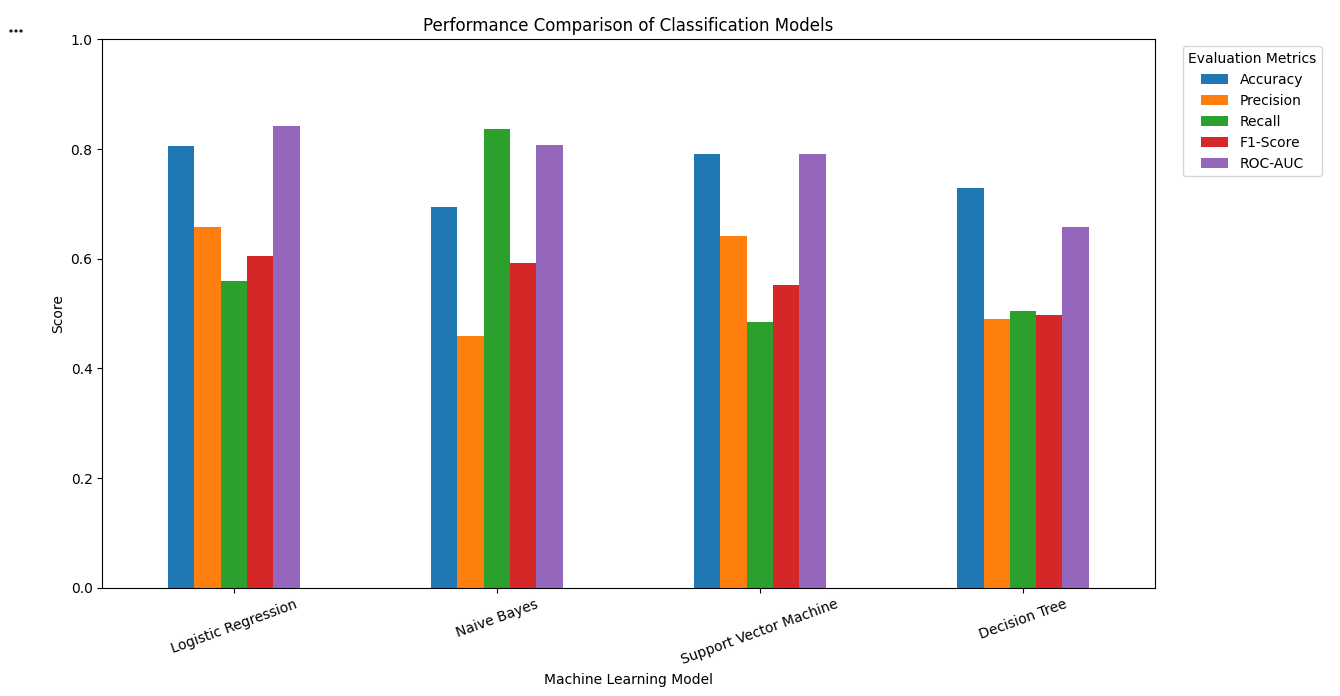 ...
Performance Comparison of Classification Models
1.0
0.8
0.6
0.4
0.2
0.0
Score
Logistic Regression
Naive Bayes
Support Vector Machine
Decision Tree
Machine Learning Model
Evaluation Metrics
Accuracy
Precision
Recall
F1-Score
ROC-AUC